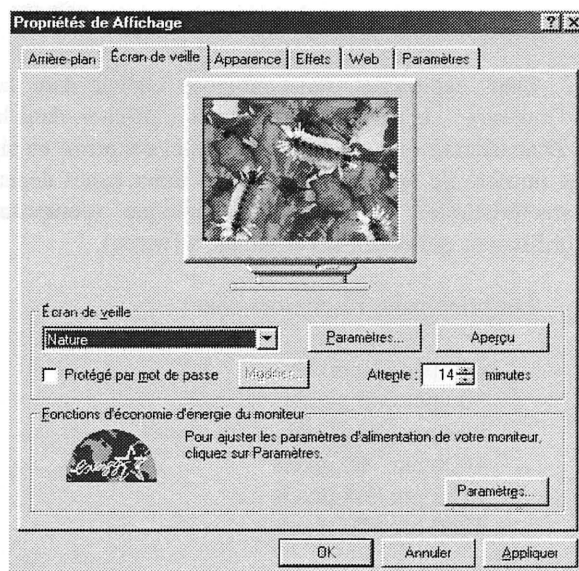 Propriétés de Affichage
Arrière-plan Écran de veille Apparence Effets Web Paramètres
Écran de veille
Nature Paramètres... Aperçu
Protégé par mot de passe Modifier... Attente : 14 minutes
Fonctions d'économie d'énergie du moniteur
energy
Pour ajuster les paramètres d'alimentation de votre moniteur,
cliquez sur Paramètres.
Paramètres...
OK Annuler Appliquer